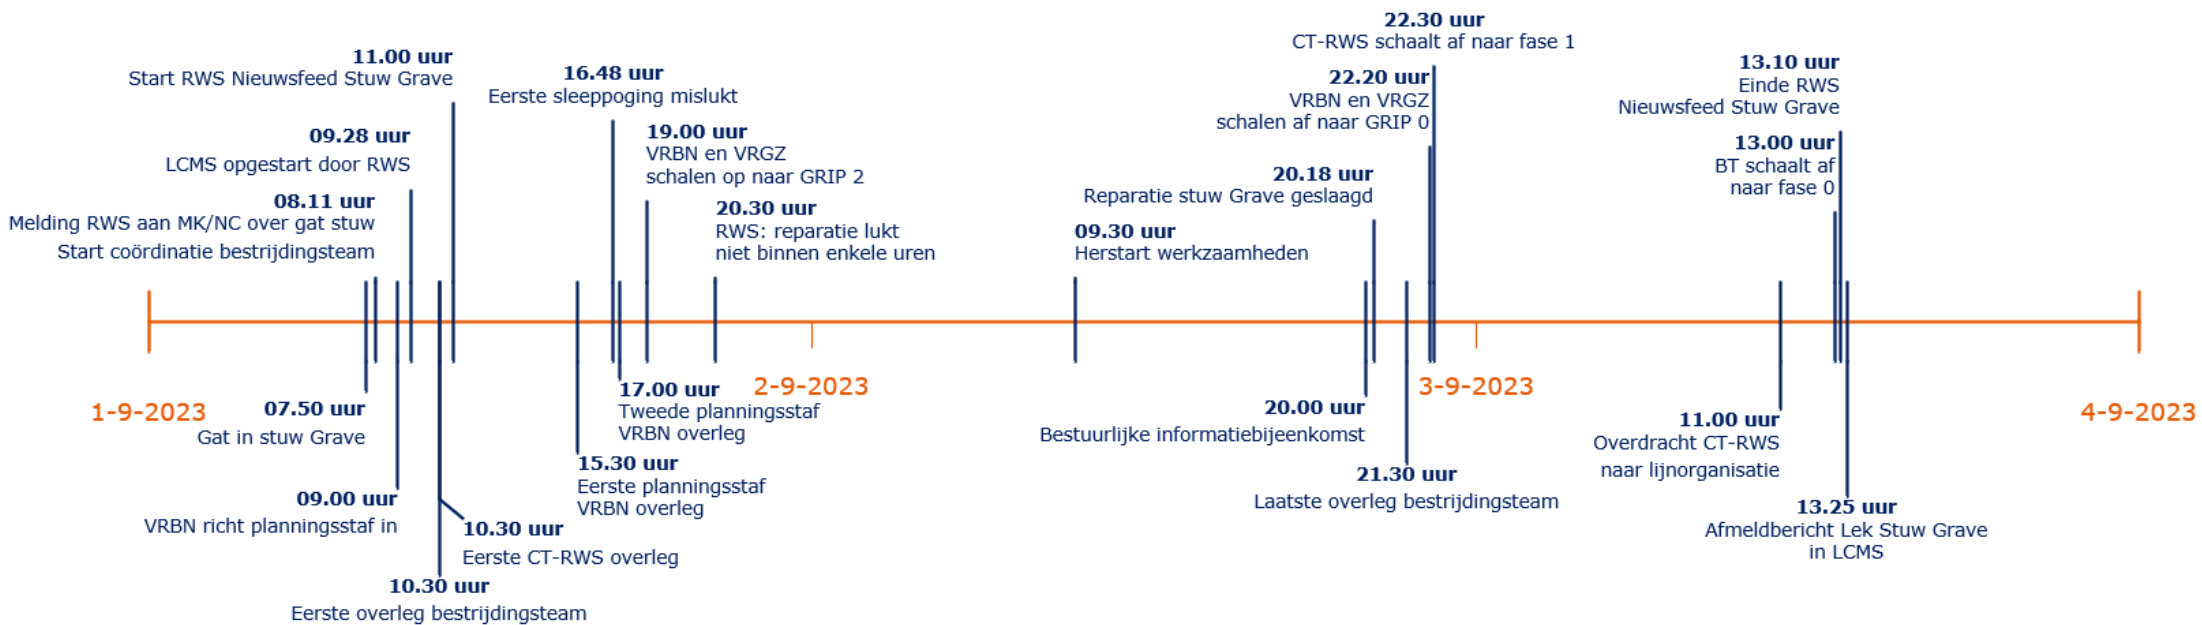 11.00 uur
Start RWS Nieuwsfeed Stuw Grave
09.28 uur
LCMS opgestart door RWS
08.11 uur
Melding RWS aan MK/NC over gat stuw
Start coördinatie bestrijdingsteam
16.48 uur
Eerste sleeppoging mislukt
19.00 uur
VRBN en VRGZ
schalen op naar GRIP 2
20.30 uur
RWS: reparatie lukt
niet binnen enkele uren
22.30 uur
CT-RWS schaalt af naar fase 1
22.20 uur
VRBN en VRGZ
schalen af naar GRIP 0
20.18 uur
Reparatie stuw Grave geslaagd
09.30 uur
Herstart werkzaamheden
13.10 uur
Einde RWS
Nieuwsfeed Stuw Grave
13.00 uur
BT schaalt af
naar fase 0
1-9-2023
2-9-2023
3-9-2023
4-9-2023
07.50 uur
Gat in stuw Grave
09.00 uur
VRBN richt planningsstaf in
10.30 uur
Eerste CT-RWS overleg
10.30 uur
Eerste overleg bestrijdingsteam
17.00 uur
Tweede planningsstaf
VRBN overleg
15.30 uur
Eerste planningsstaf
VRBN overleg
20.00 uur
Bestuurlijke informatiebijeenkomst
21.30 uur
Laatste overleg bestrijdingsteam
11.00 uur
Overdracht CT-RWS
naar lijnorganisatie
13.25 uur
Afmeldbericht Lek Stuw Grave
in LCMS